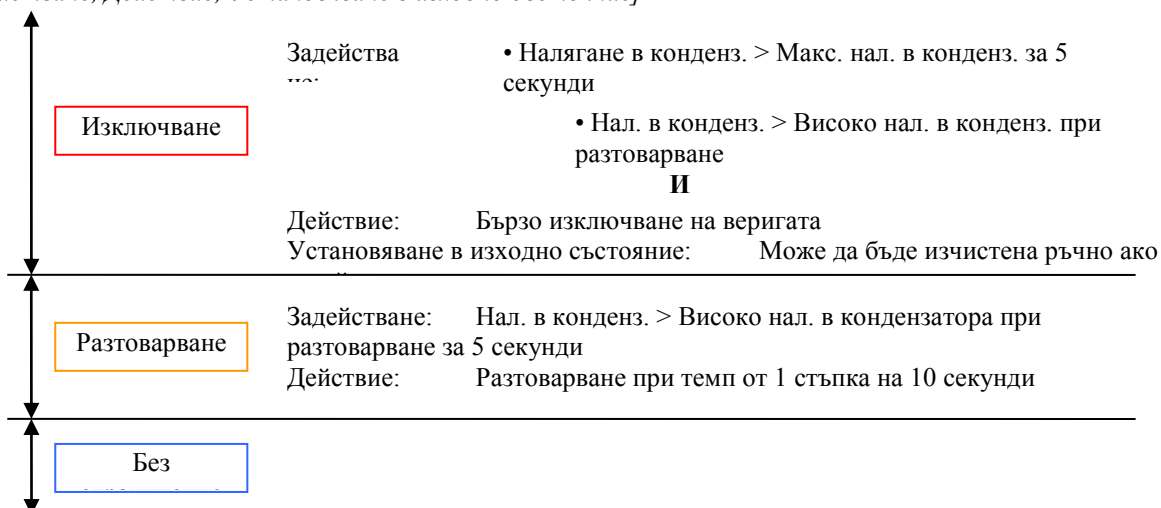 Задейства
• Налягане в конденз. > Макс. нал. в конденз. за 5
секунди
Изключване
• Нал. в конденз. > Високо нал. в конденз. при
разтоварване
И
Действие: Бързо изключване на веригата
Установяване в изходно състояние: Може да бъде изчистена ръчно ако
Задействане: Нал. в конденз. > Високо нал. в кондензатора при
разтоварване за 5 секунди
Разтоварване
Действие: Разтоварване при темп от 1 стъпка на 10 секунди
Без